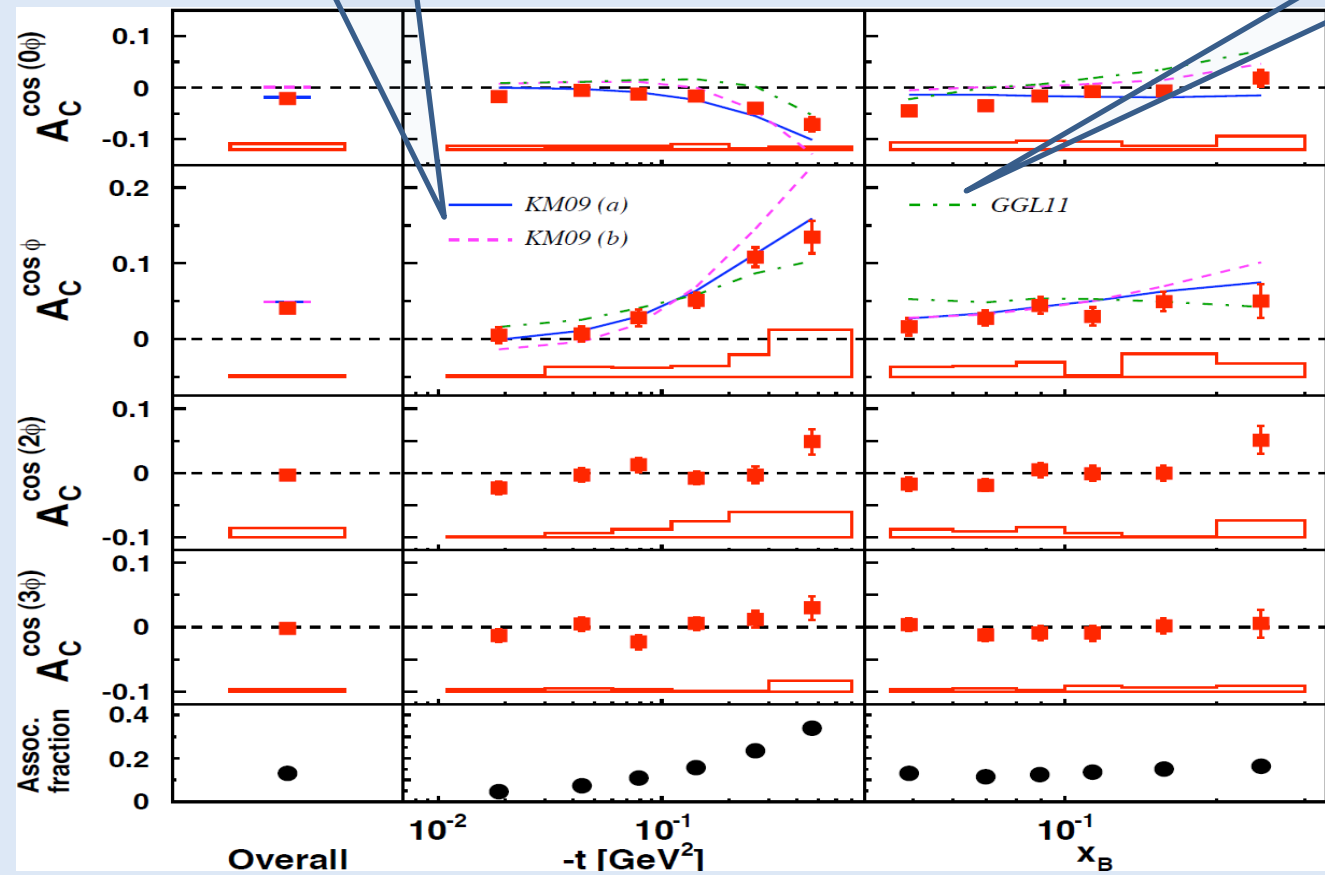 A_C^cos (0φ)
0.1
0
-0.1
A_C^cos φ
0.2
0.1
0
KM09 (a)
KM09 (b)
GGL11
A_C^cos (2φ)
0.1
0
-0.1
A_C^cos (3φ)
0.1
0
-0.1
Assoc. fraction
0.4
0.2
0
10^-2
10^-1
10^-1
Overall
-t [GeV^2]
x_B